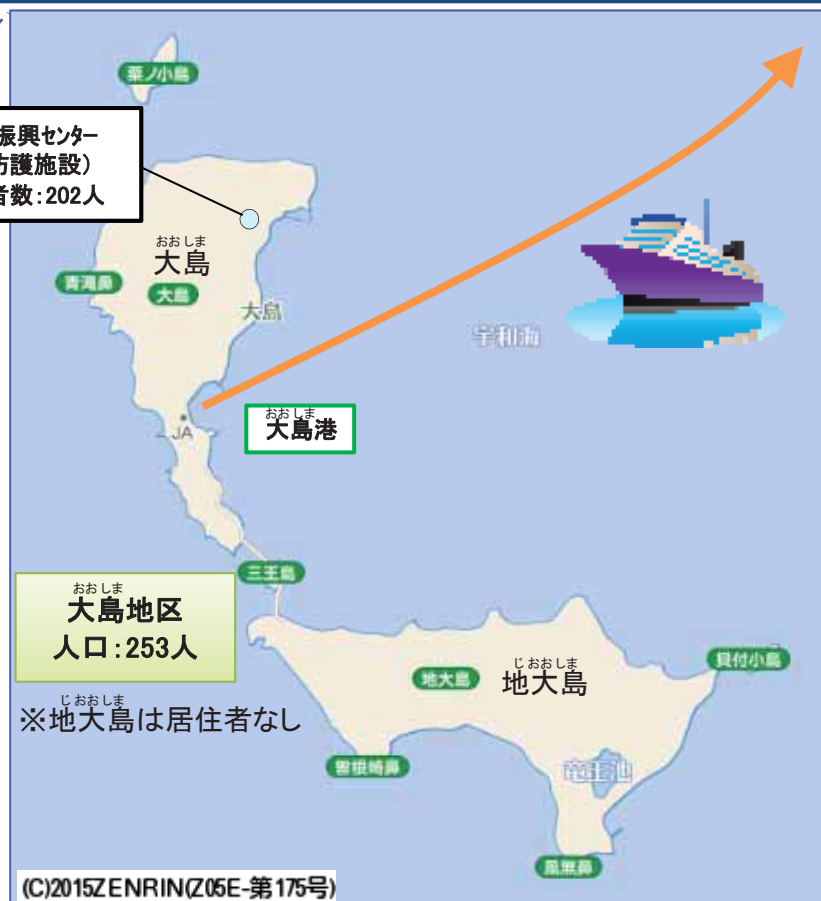 粟ノ小島
振興センター
防護施設）
者数：202人
おおしま
大島
青滝鼻
大島
大島
宇和海
おおしま
大島港
JA
三王島
おおしま
大島地区
人口：253人
じおおしま
地大島
地大島
貝付小島
じおおしま
※地大島は居住者なし
曽根崎鼻
竜王池
風無鼻
(C)2015ZENRIN(Z05E-第175号)